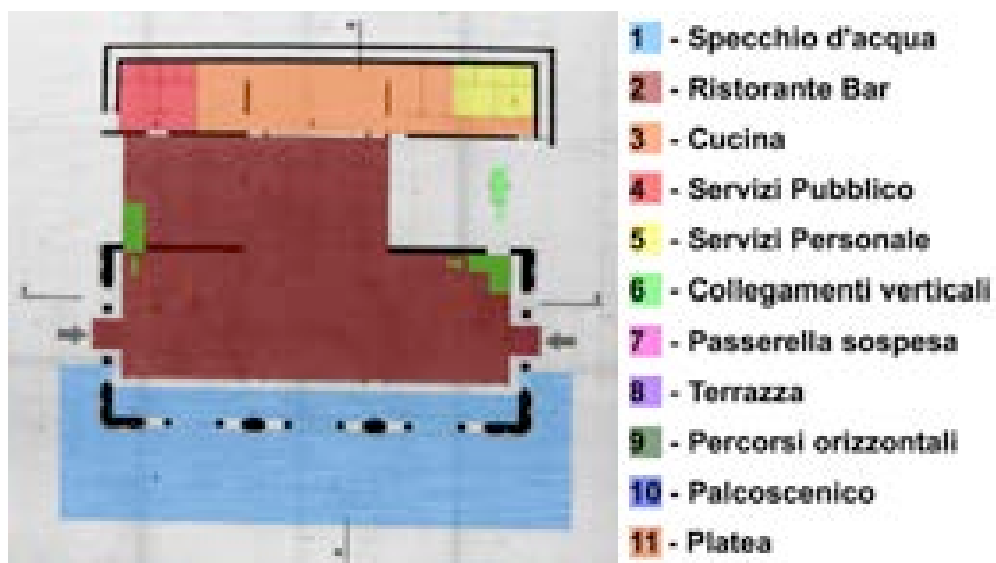 1 - Specchio d'acqua
2 - Ristorante Bar
3 - Cucina
4 - Servizi Pubblico
5 - Servizi Personale
6 - Collegamenti verticali
7 - Passerella sospesa
8 - Terrazza
9 - Percorsi orizzontali
10 - Palcoscenico
11 - Platea